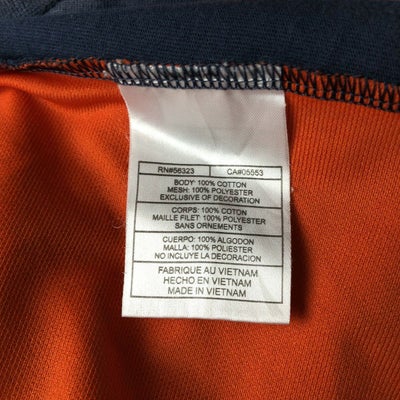 RN#56323 CA#05553
BODY: 100% COTTON
MESH: 100% POLYESTER
EXCLUSIVE OF DECORATION
CORPS: 100% COTTON
MAILLE FILET: 100% POLYESTER
SANS ORNEMENTS
CUERPO: 100% ALGODON
MALLA: 100% POLIESTER
NO INCLUYE LA DECORACION
FABRIQUE AU VIETNAM
HECHO EN VIETNAM
MADE IN VIETNAM